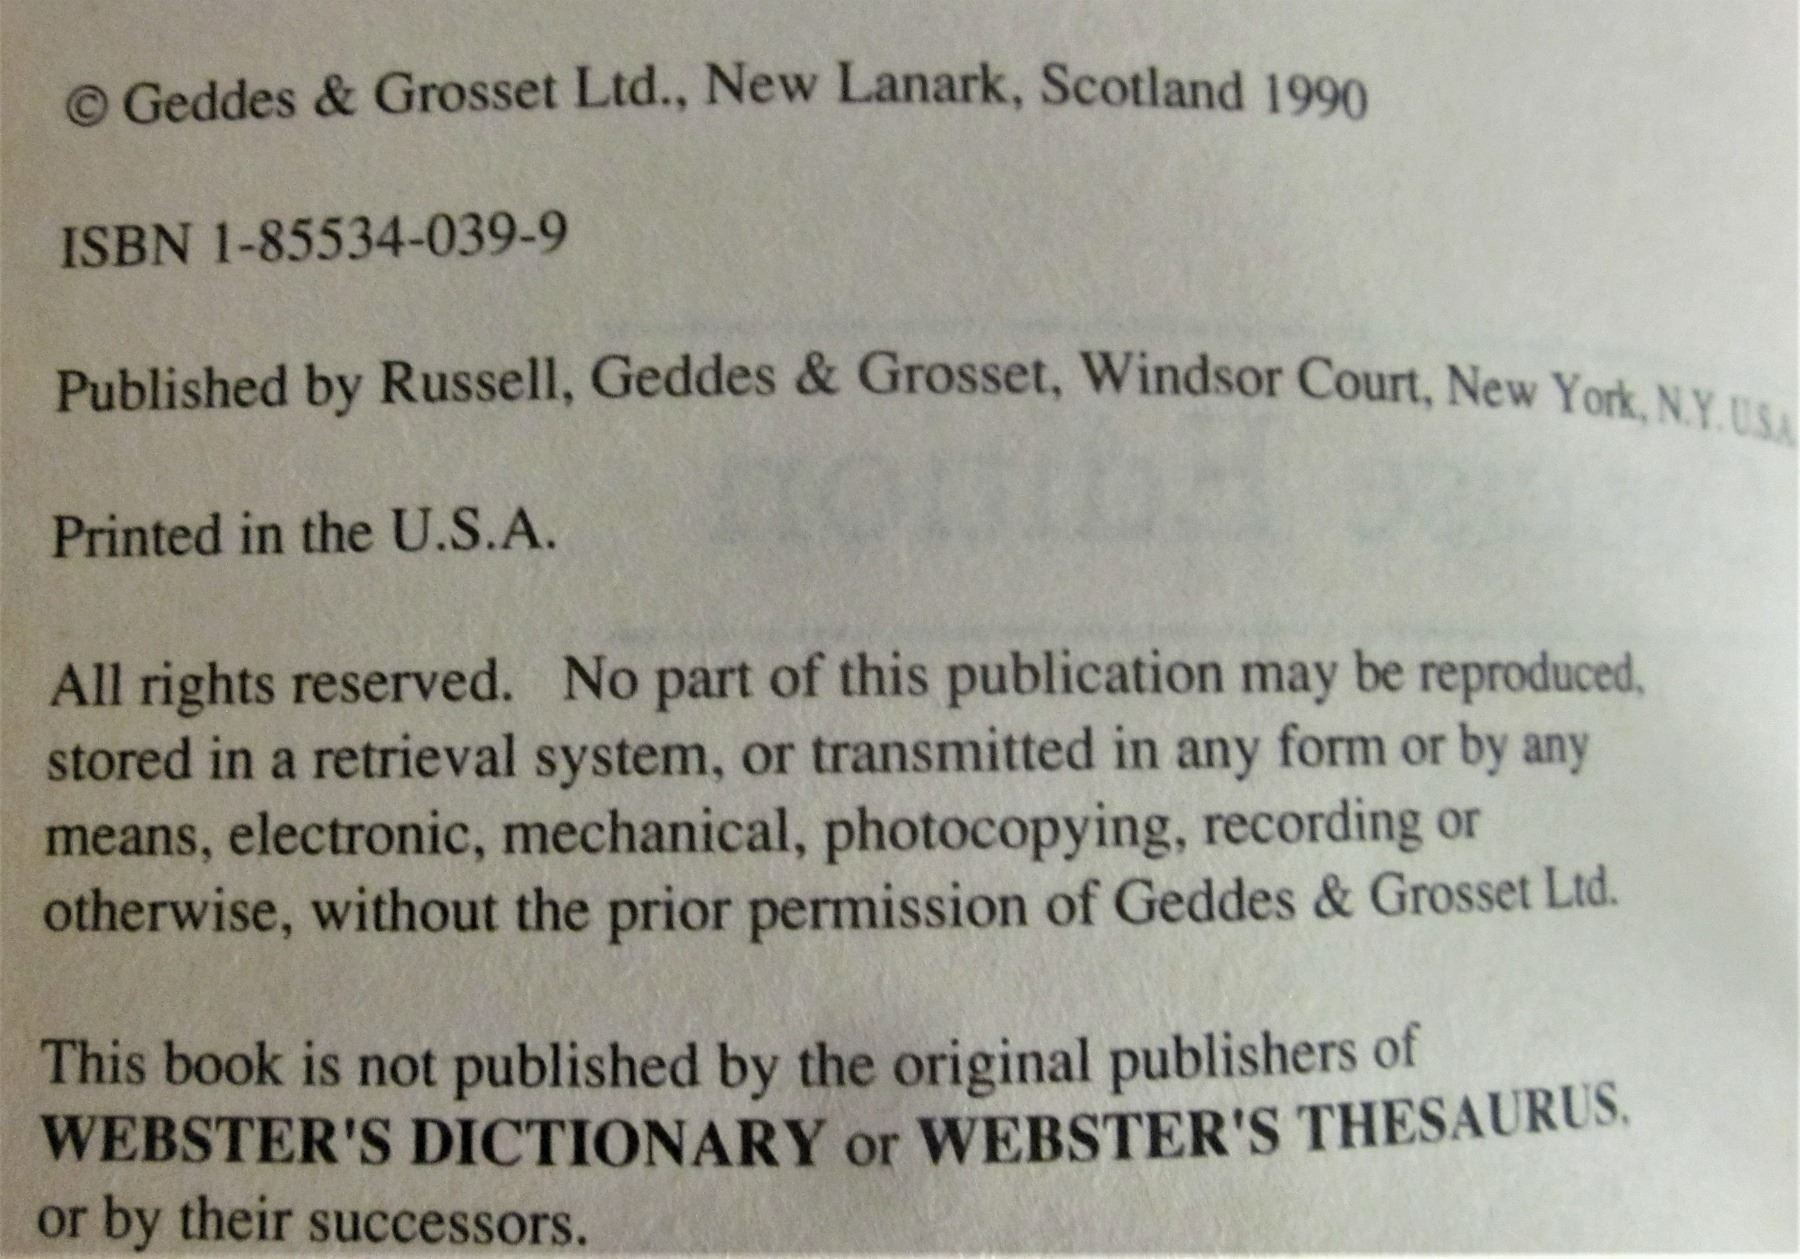 © Geddes & Grosset Ltd., New Lanark, Scotland 1990
ISBN 1-85534-039-9
Published by Russell, Geddes & Grosset, Windsor Court, New York, N.Y. U.S.A.
Printed in the U.S.A.
All rights reserved. No part of this publication may be reproduced,
stored in a retrieval system, or transmitted in any form or by any
means, electronic, mechanical, photocopying, recording or
otherwise, without the prior permission of Geddes & Grosset Ltd.
This book is not published by the original publishers of
WEBSTER'S DICTIONARY or WEBSTER'S THESAURUS,
or by their successors.